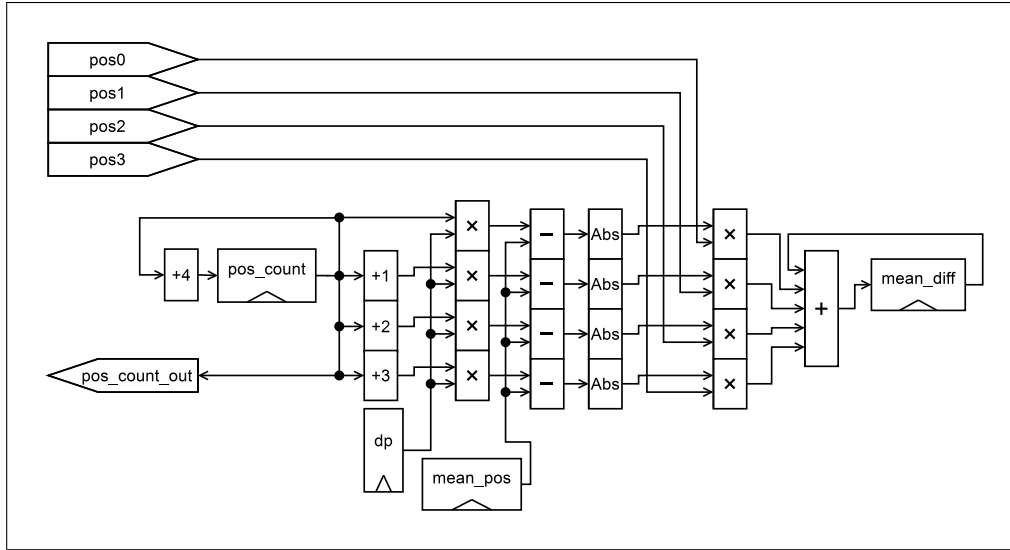 pos0
pos1
pos2
pos3
+4
pos_count
+1
+2
+3
pos_count_out
dp
mean_pos
×
×
×
×
−
−
−
−
Abs
Abs
Abs
Abs
×
×
×
×
+
mean_diff